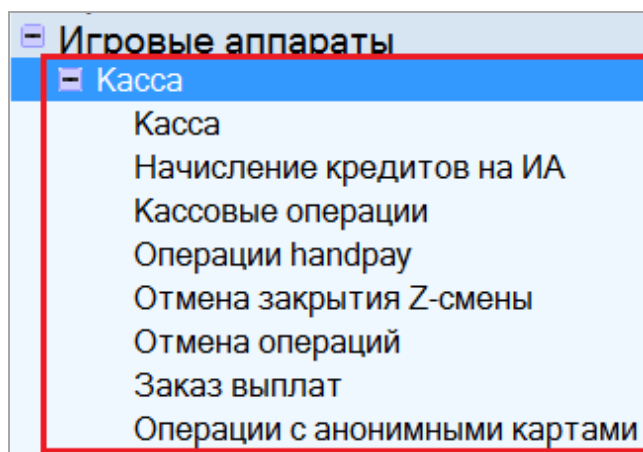 Игровые аппараты
Касса
Касса
Начисление кредитов на ИА
Кассовые операции
Операции handpay
Отмена закрытия Z-смены
Отмена операций
Заказ выплат
Операции с анонимными картами